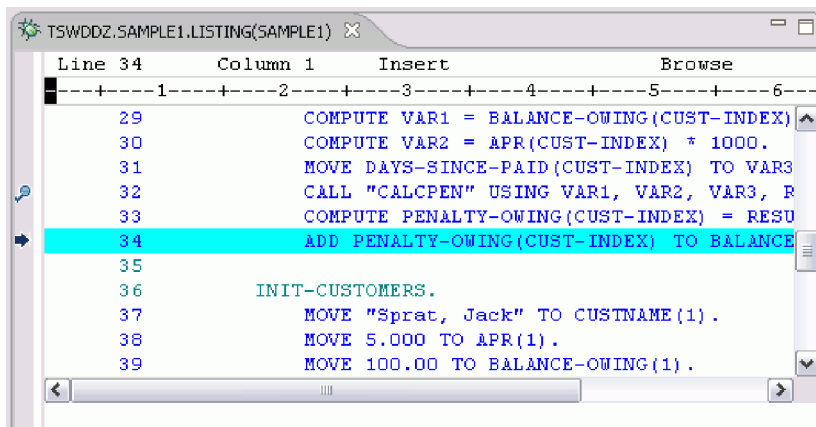 TSWDDZ.SAMPLE1.LISTING(SAMPLE1)
Line 34 Column 1 Insert Browse
----+----1----+----2----+----3----+----4----+----5----+----6---
29 COMPUTE VAR1 = BALANCE-OWING(CUST-INDEX)
30 COMPUTE VAR2 = APR(CUST-INDEX) * 1000.
31 MOVE DAYS-SINCE-PAID(CUST-INDEX) TO VAR3
32 CALL "CALCPEN" USING VAR1, VAR2, VAR3, R
33 COMPUTE PENALTY-OWING(CUST-INDEX) = RESU
34 ADD PENALTY-OWING(CUST-INDEX) TO BALANCE
35
36 INIT-CUSTOMERS.
37 MOVE "Sprat, Jack" TO CUSTNAME(1).
38 MOVE 5.000 TO APR(1).
39 MOVE 100.00 TO BALANCE-OWING(1).